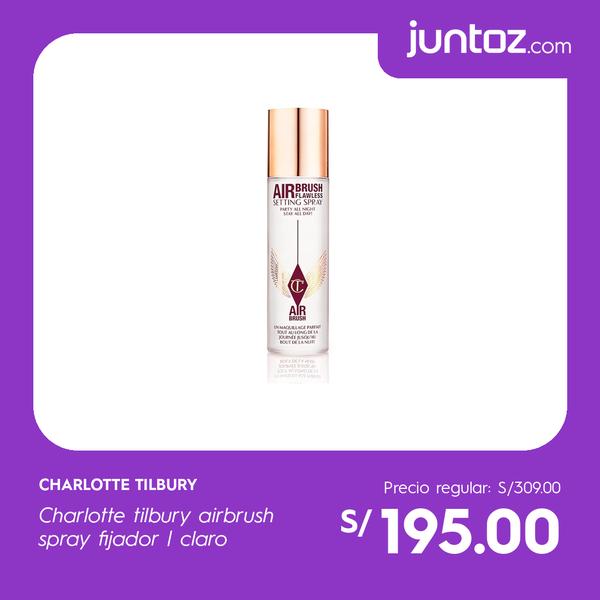 juntoz.com
AIRBRUSH
FLAWLESS
SETTING SPRAY
PARTY ALL NIGHT
STAY ALL DAY!
CT
AIR
BRUSH
UN MAQUILLAGE PARFAIT
TOUT AU LONG DE LA
JOURNÉE JUSQU'AU
BOUT DE LA NUIT!
CHARLOTTE TILBURY
Charlotte tilbury airbrush
spray fijador | claro
Precio regular: S/309.00
S/195.00